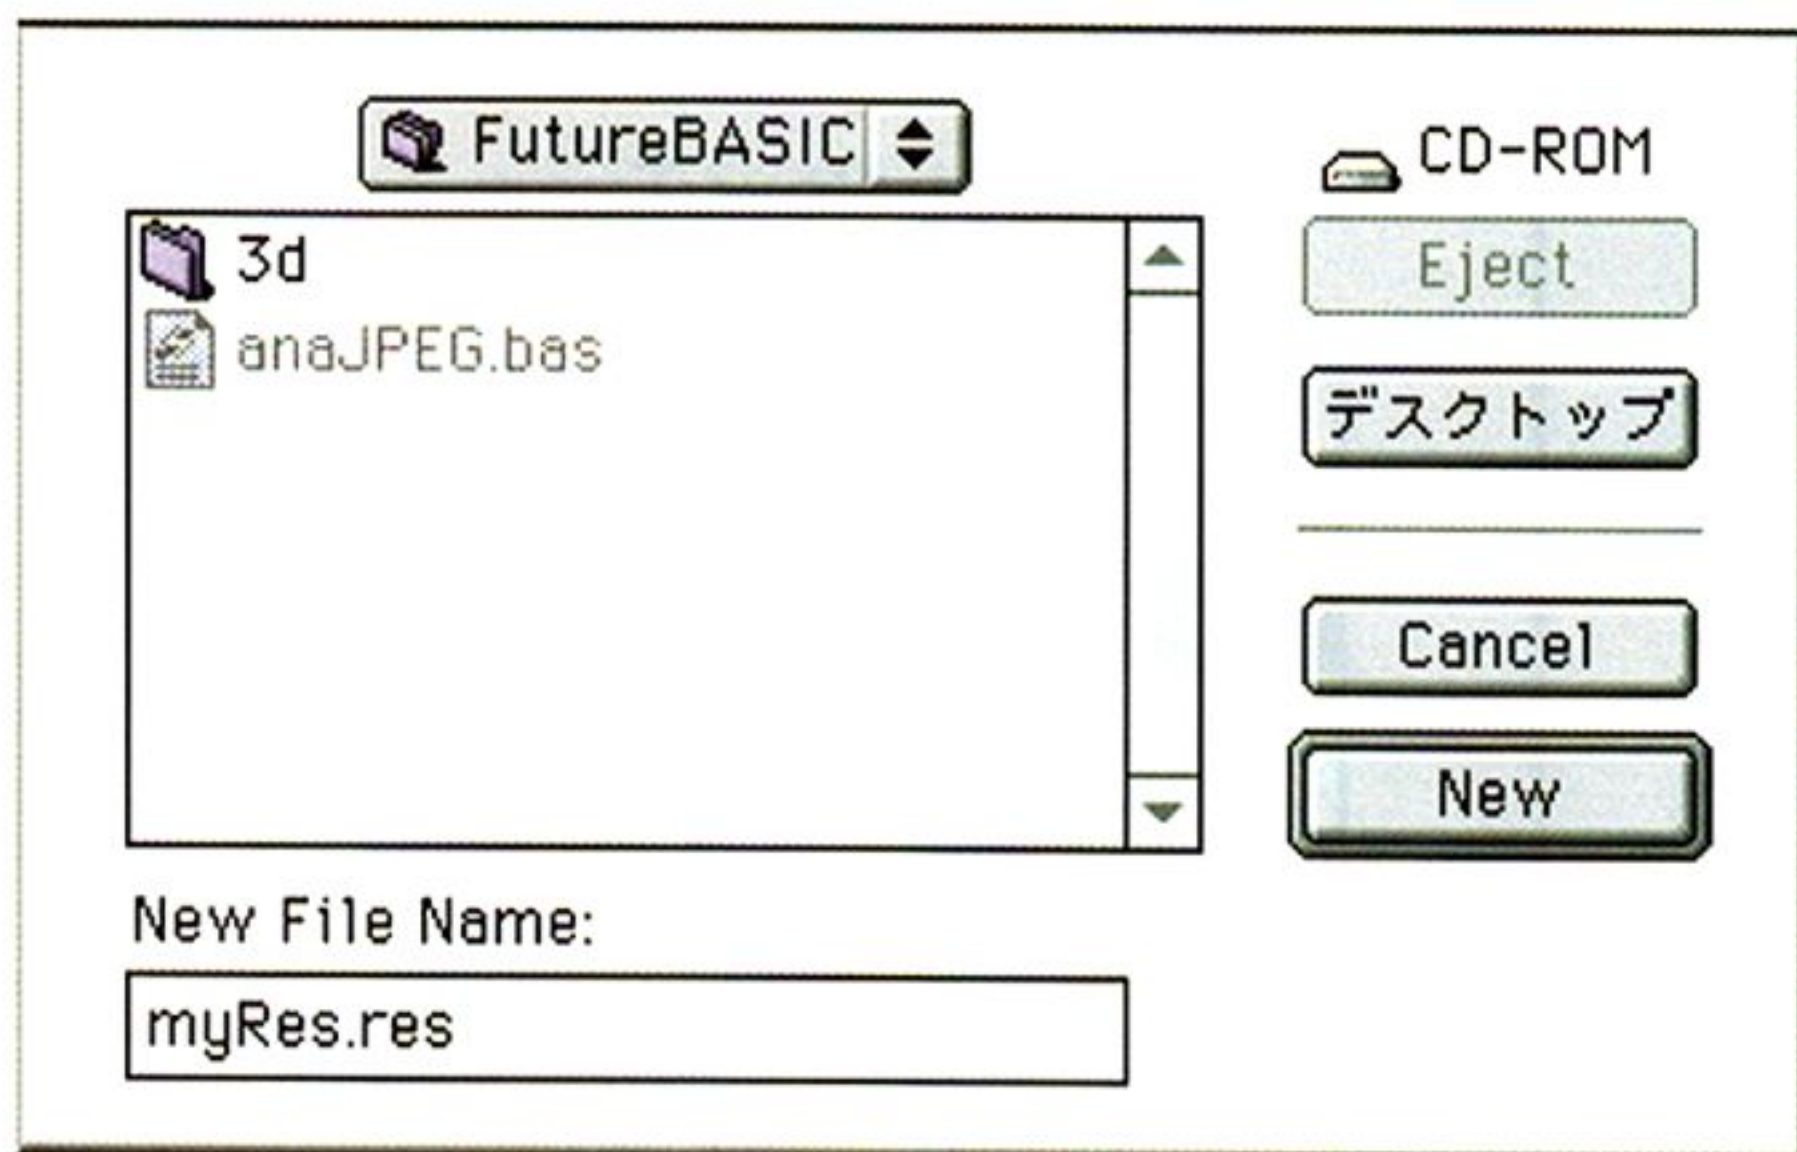 FutureBASIC
3d
anaJPEG.bas
New File Name:
myRes.res
CD-ROM
Eject
デスクトップ
Cancel
New